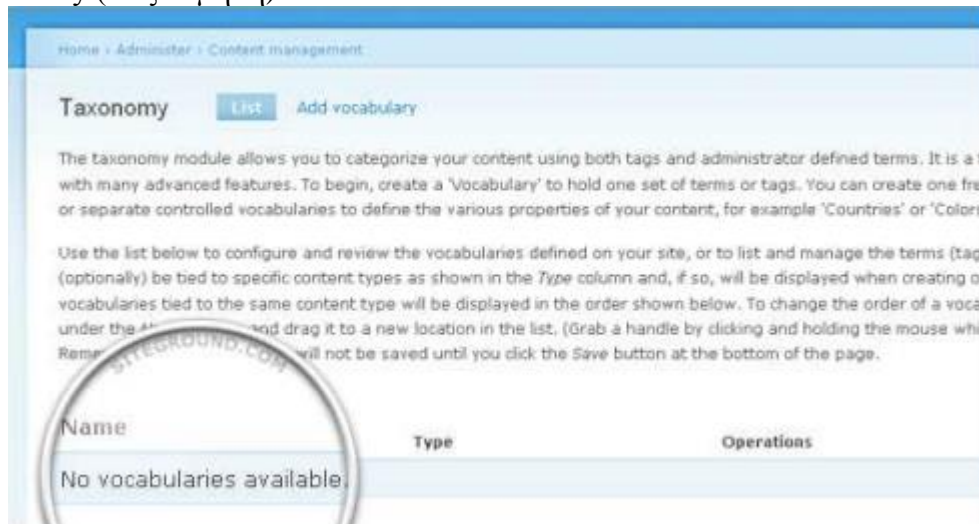 Home › Administer › Content management
Taxonomy List Add vocabulary
The taxonomy module allows you to categorize your content using both tags and administrator defined terms. It is a
with many advanced features. To begin, create a 'Vocabulary' to hold one set of terms or tags. You can create one fre
or separate controlled vocabularies to define the various properties of your content, for example 'Countries' or 'Colors
Use the list below to configure and review the vocabularies defined on your site, or to list and manage the terms (tag
(optionally) be tied to specific content types as shown in the Type column and, if so, will be displayed when creating
vocabularies tied to the same content type will be displayed in the order shown below. To change the order of a voca
under the and drag it to a new location in the list. (Grab a handle by clicking and holding the mouse whi
will not be saved until you click the Save button at the bottom of the page.
SITEGROUND.COM
Name Type Operations
No vocabularies available.